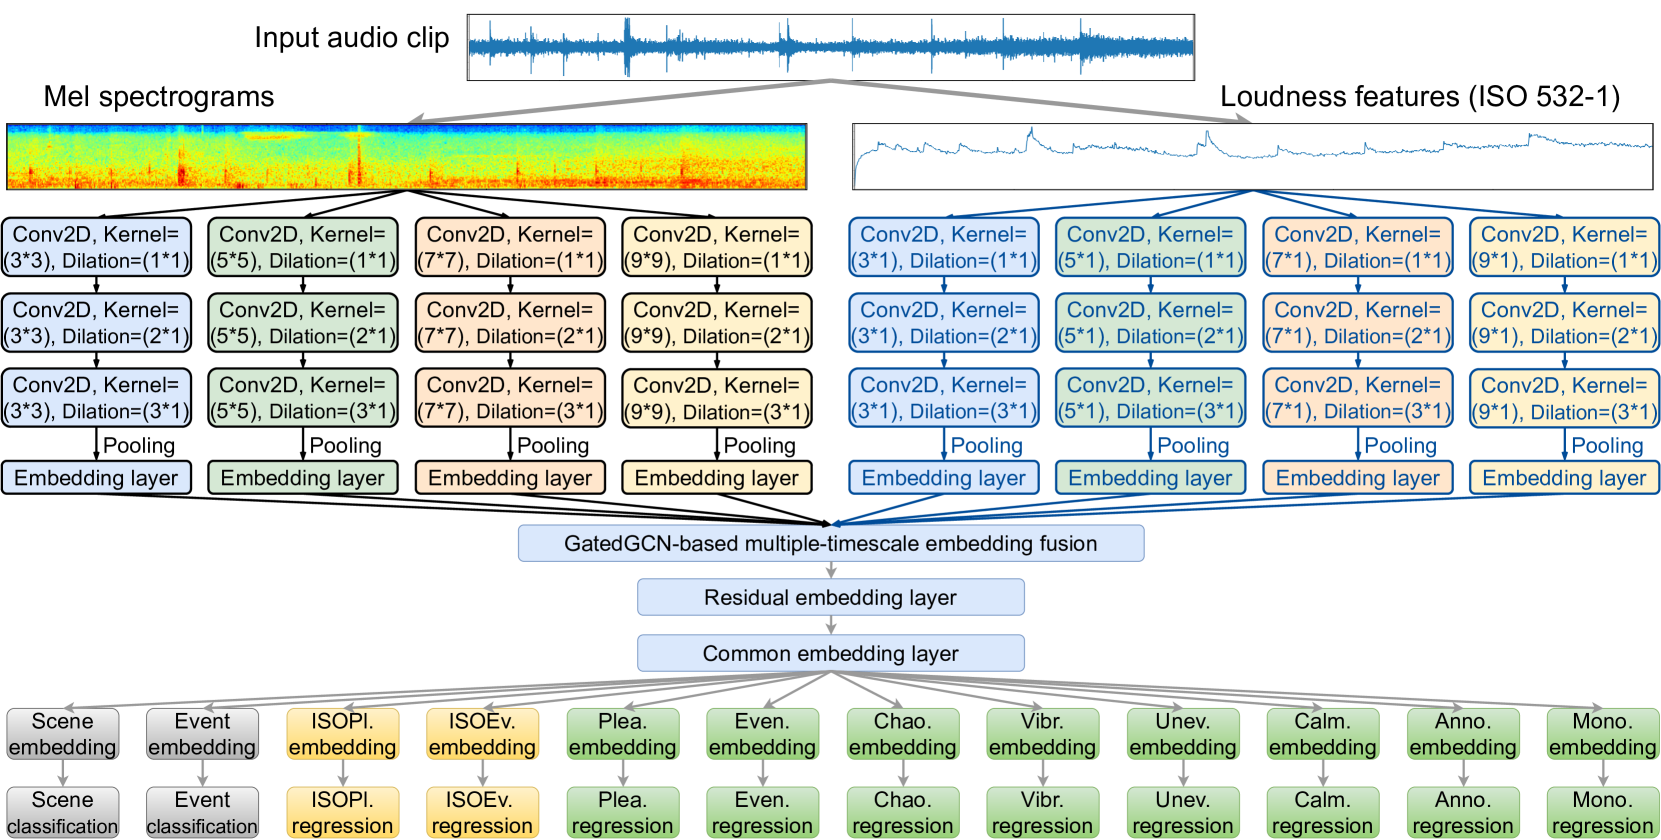 Input audio clip
Mel spectrograms
Loudness features (ISO 532-1)
Conv2D, Kernel=
(3*3), Dilation=(1*1)
Conv2D, Kernel=
(5*5), Dilation=(1*1)
Conv2D, Kernel=
(7*7), Dilation=(1*1)
Conv2D, Kernel=
(9*9), Dilation=(1*1)
Conv2D, Kernel=
(3*1), Dilation=(1*1)
Conv2D, Kernel=
(5*1), Dilation=(1*1)
Conv2D, Kernel=
(7*1), Dilation=(1*1)
Conv2D, Kernel=
(9*1), Dilation=(1*1)
Conv2D, Kernel=
(3*3), Dilation=(2*1)
Conv2D, Kernel=
(5*5), Dilation=(2*1)
Conv2D, Kernel=
(7*7), Dilation=(2*1)
Conv2D, Kernel=
(9*9), Dilation=(2*1)
Conv2D, Kernel=
(3*1), Dilation=(2*1)
Conv2D, Kernel=
(5*1), Dilation=(2*1)
Conv2D, Kernel=
(7*1), Dilation=(2*1)
Conv2D, Kernel=
(9*1), Dilation=(2*1)
Conv2D, Kernel=
(3*3), Dilation=(3*1)
Conv2D, Kernel=
(5*5), Dilation=(3*1)
Conv2D, Kernel=
(7*7), Dilation=(3*1)
Conv2D, Kernel=
(9*9), Dilation=(3*1)
Conv2D, Kernel=
(3*1), Dilation=(3*1)
Conv2D, Kernel=
(5*1), Dilation=(3*1)
Conv2D, Kernel=
(7*1), Dilation=(3*1)
Conv2D, Kernel=
(9*1), Dilation=(3*1)
Pooling
Pooling
Pooling
Pooling
Pooling
Pooling
Pooling
Pooling
Embedding layer
Embedding layer
Embedding layer
Embedding layer
Embedding layer
Embedding layer
Embedding layer
Embedding layer
GatedGCN-based multiple-timescale embedding fusion
Residual embedding layer
Common embedding layer
Scene
embedding
Event
embedding
ISOPl.
embedding
ISOEv.
embedding
Plea.
embedding
Even.
embedding
Chao.
embedding
Vibr.
embedding
Unev.
embedding
Calm.
embedding
Anno.
embedding
Mono.
embedding
Scene
classification
Event
classification
ISOPl.
regression
ISOEv.
regression
Plea.
regression
Even.
regression
Chao.
regression
Vibr.
regression
Unev.
regression
Calm.
regression
Anno.
regression
Mono.
regression